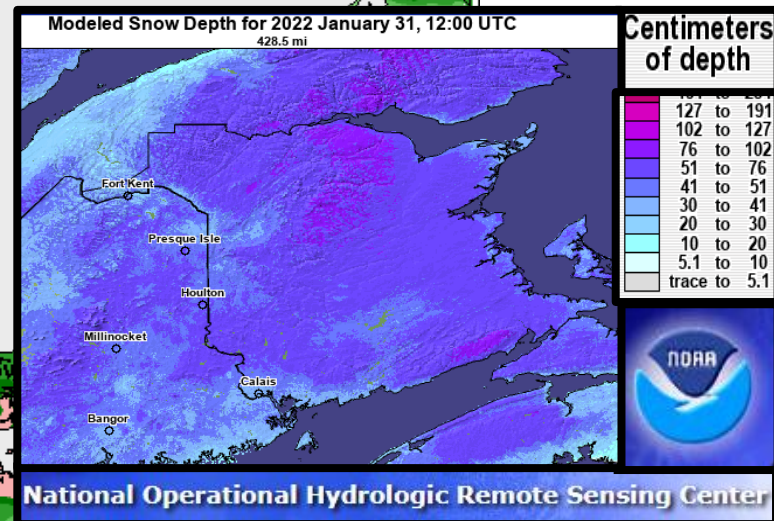 Modeled Snow Depth for 2022 January 31, 12:00 UTC
428.5 mi
Centimeters
of depth
127 to 191
102 to 127
76 to 102
51 to 76
41 to 51
30 to 41
20 to 30
10 to 20
5.1 to 10
trace to 5.1
Fort Kent
Presque Isle
Houlton
Millinocket
Calais
Bangor
NOAA
National Operational Hydrologic Remote Sensing Center